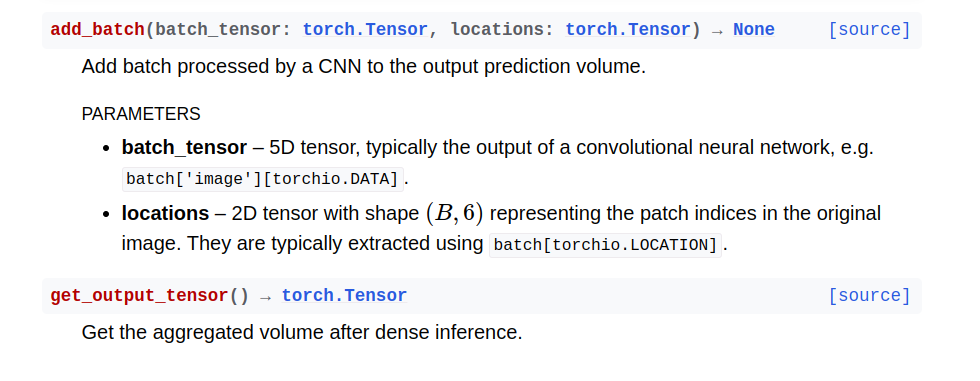 add_batch(batch_tensor: torch.Tensor, locations: torch.Tensor) → None [source]
Add batch processed by a CNN to the output prediction volume.
PARAMETERS
• batch_tensor – 5D tensor, typically the output of a convolutional neural network, e.g.
batch['image'][torchio.DATA].
• locations – 2D tensor with shape (B, 6) representing the patch indices in the original
image. They are typically extracted using batch[torchio.LOCATION].
get_output_tensor() → torch.Tensor [source]
Get the aggregated volume after dense inference.